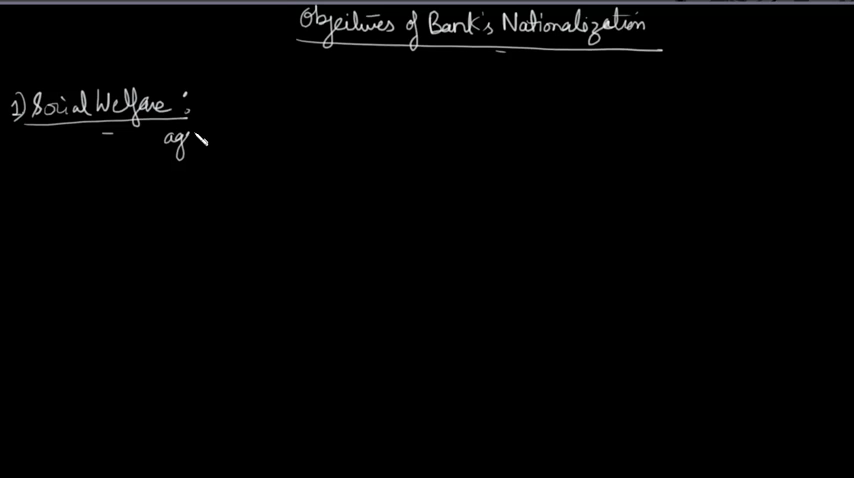 Objectives of Bank's Nationalization
1) Social Welfare :
ag